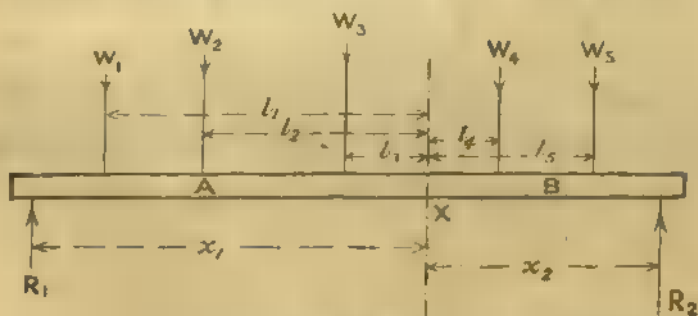 W₁ W₂ W₃ W₄ W₅
l₁
l₂ l₄
l₃ l₅
A B
X
x₁ x₂
R₁ R₂